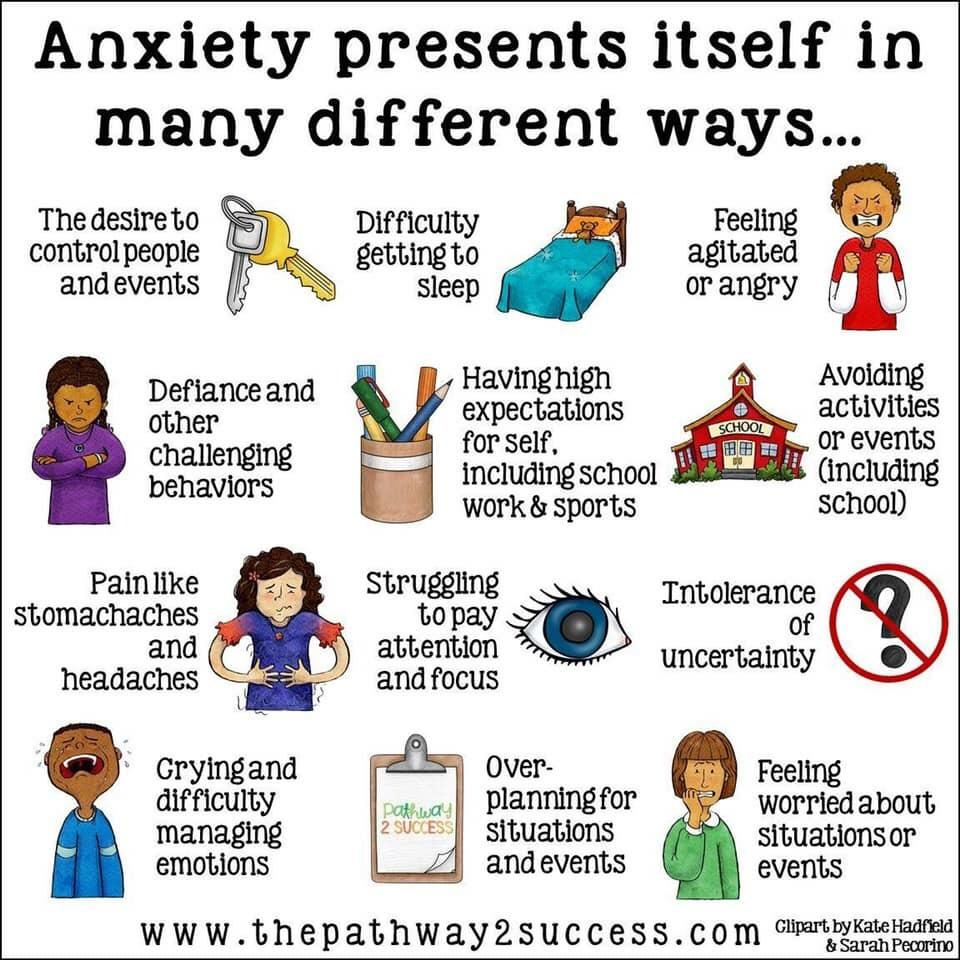 Anxiety presents itself in
many different ways...
The desire to
control people
and events
Difficulty
getting to
sleep
Feeling
agitated
or angry
Defiance and
other
challenging
behaviors
Having high
expectations
for self,
including school
work & sports
SCHOOL
Avoiding
activities
or events
(including
school)
Pain like
stomachaches
and
headaches
Struggling
to pay
attention
and focus
Intolerance
of
uncertainty
?
Crying and
difficulty
managing
emotions
Pathway
2 SUCCESS
Over-
planning for
situations
and events
Feeling
worried about
situations or
events
www.thepathway2success.com
Clipart by Kate Hadfield
& Sarah Pecorino